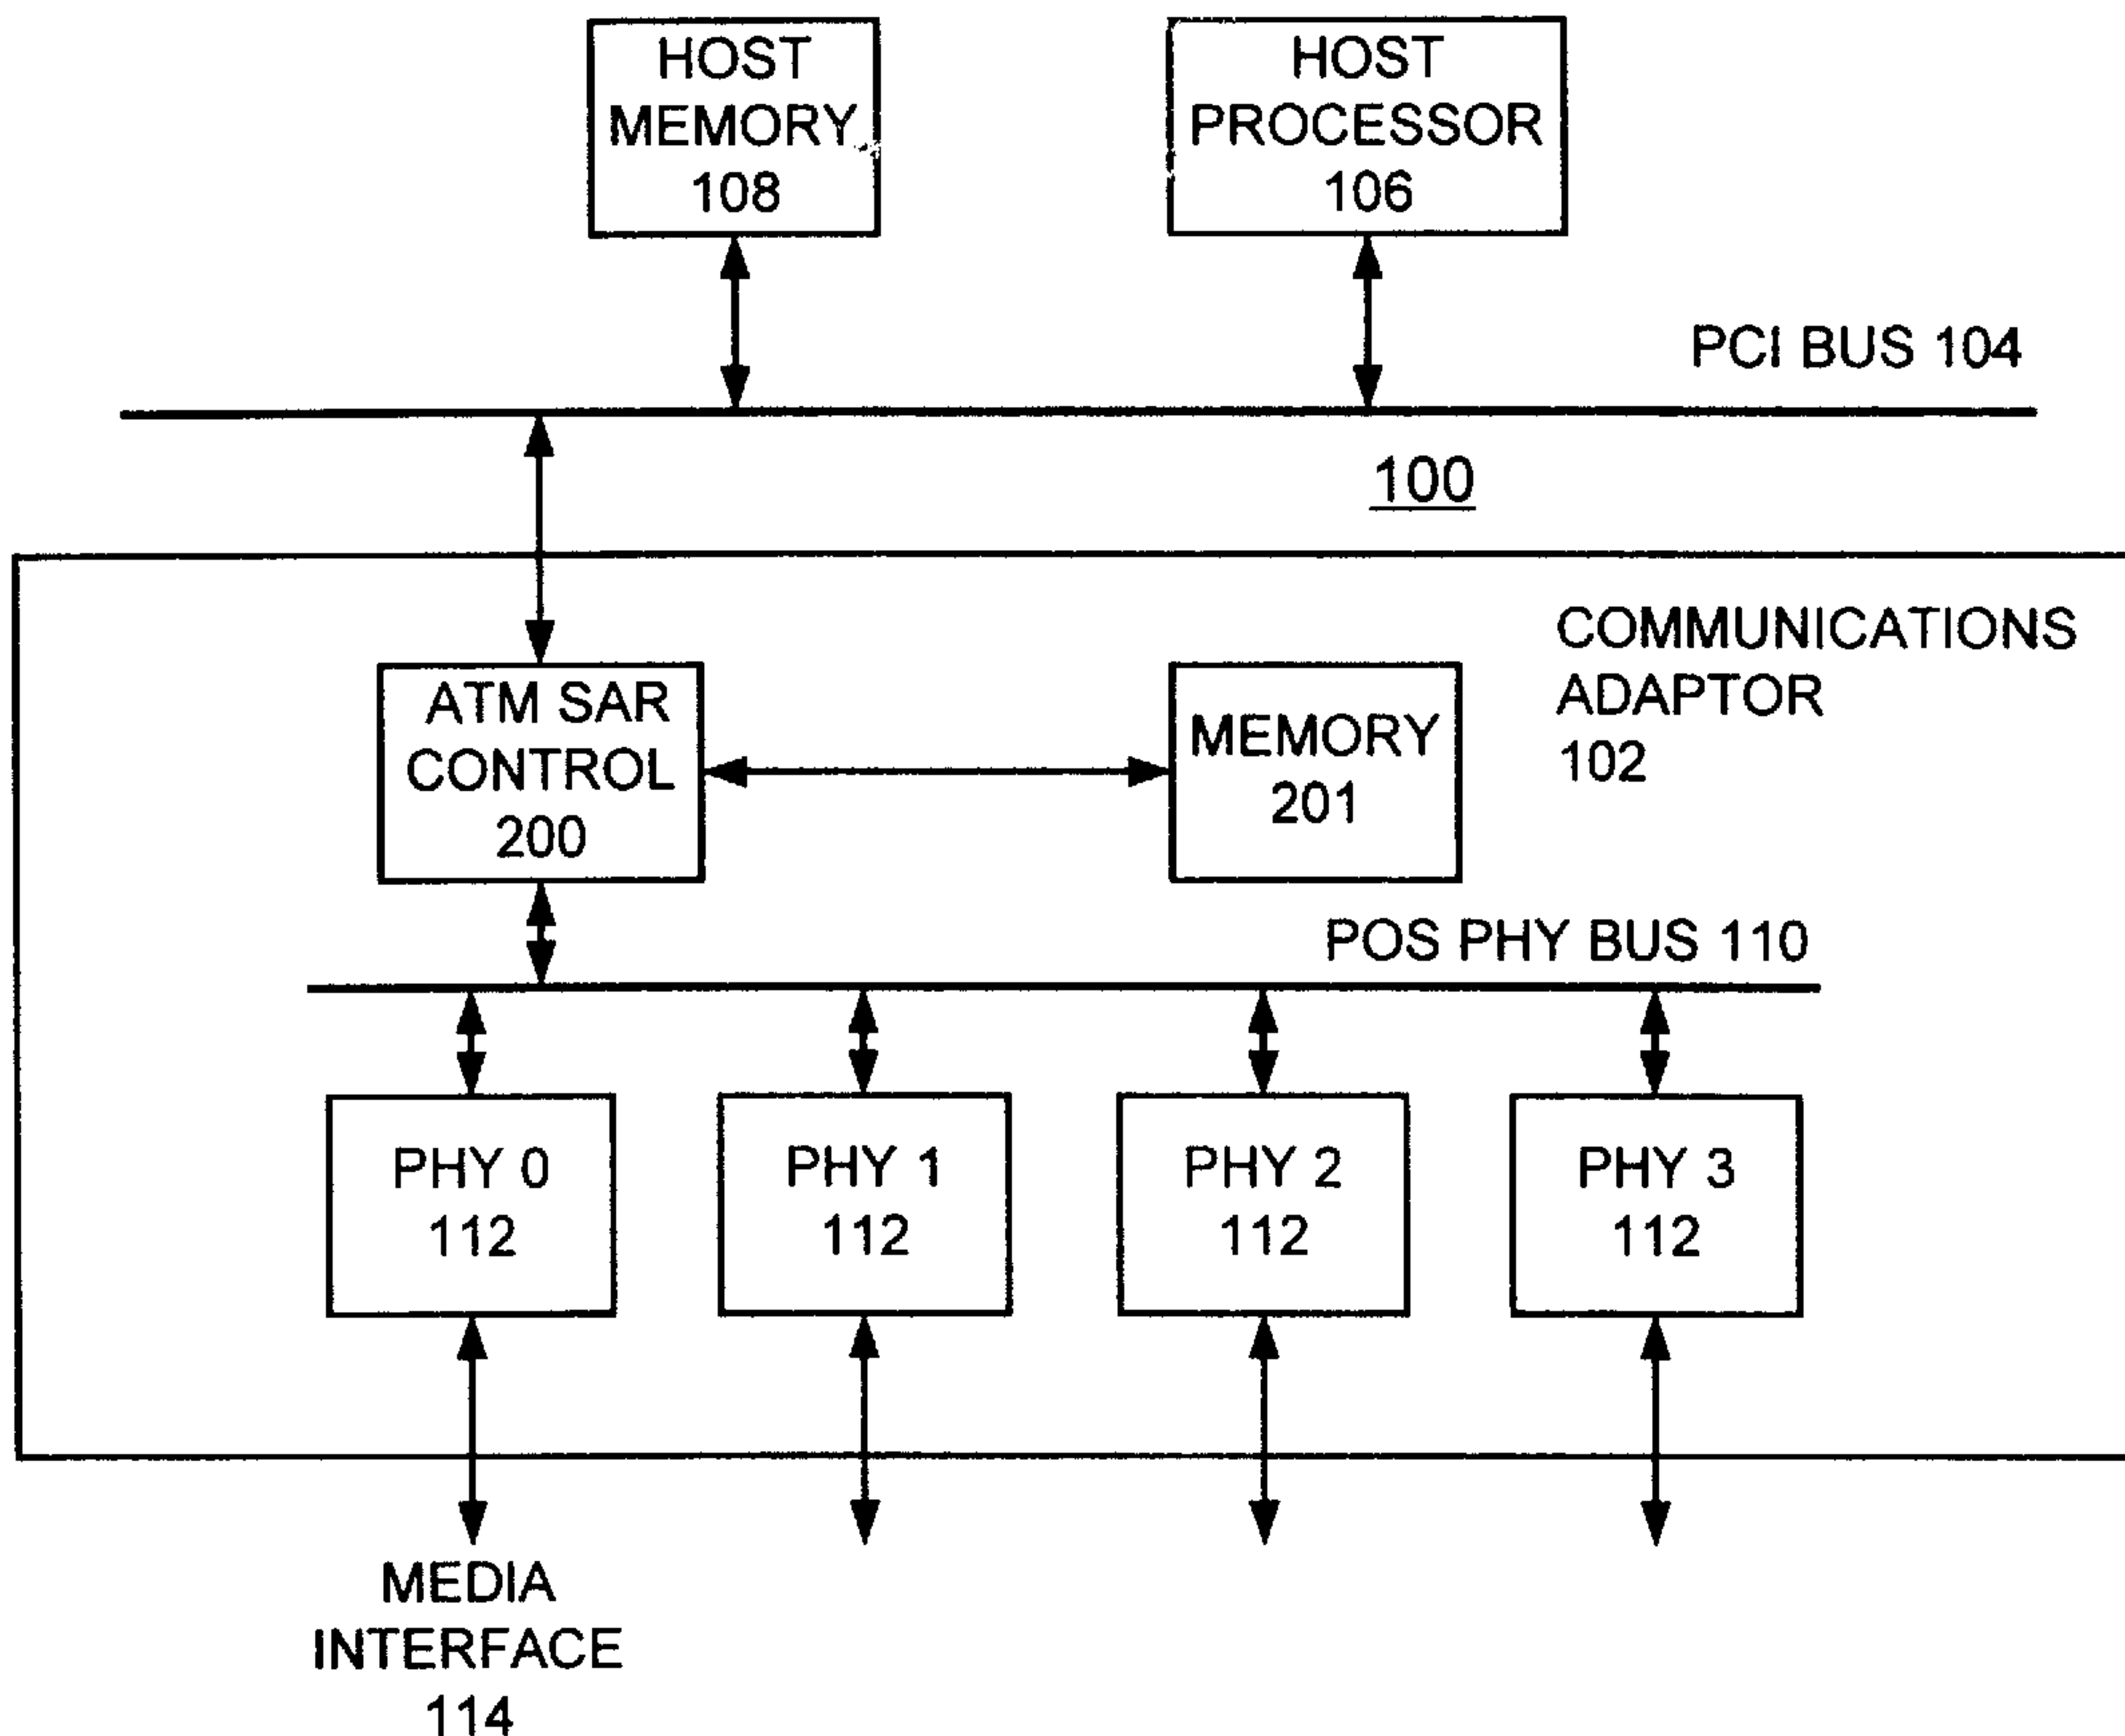 HOST
MEMORY
108
HOST
PROCESSOR
106
PCI BUS 104
100
COMMUNICATIONS
ADAPTOR
102
ATM SAR
CONTROL
200
MEMORY
201
POS PHY BUS 110
PHY 0
112
PHY 1
112
PHY 2
112
PHY 3
112
MEDIA
INTERFACE
114